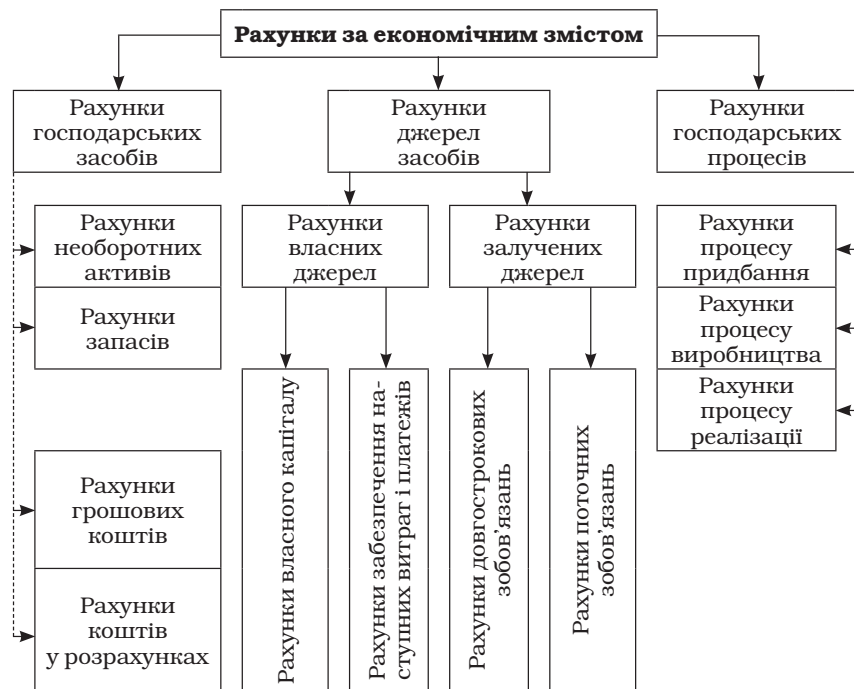 Рахунки за економічним змістом
Рахунки
господарських
засобів
Рахунки
джерел
засобів
Рахунки
господарських
процесів
Рахунки
необоротних
активів
Рахунки
запасів
Рахунки
грошових
коштів
Рахунки
коштів
у розрахунках
Рахунки
власних
джерел
Рахунки
залучених
джерел
Рахунки власного капіталу
Рахунки забезпечення на-
ступних витрат і платежів
Рахунки довгострокових
зобов’язань
Рахунки поточних
зобов’язань
Рахунки
процесу
придбання
Рахунки
процесу
виробництва
Рахунки
процесу
реалізації